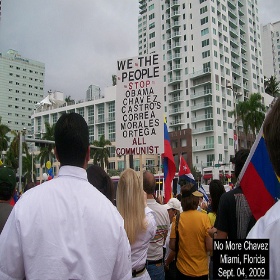 WE THE
PEOPLE
STOP
OBAMA
CHAVEZ
CASTRO'S
CORREA
MORALES
ORTEGA
ALL
COMMUNIST
No More Chavez
Miami, Florida
Sept. 04, 2009